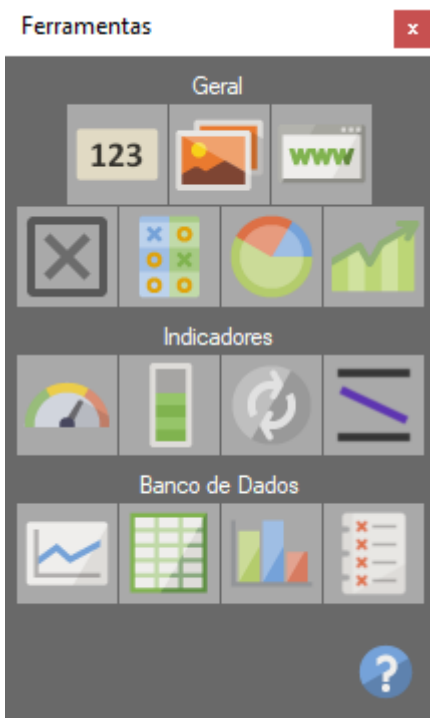 Ferramentas
x
Geral
123
www
Indicadores
Banco de Dados
?